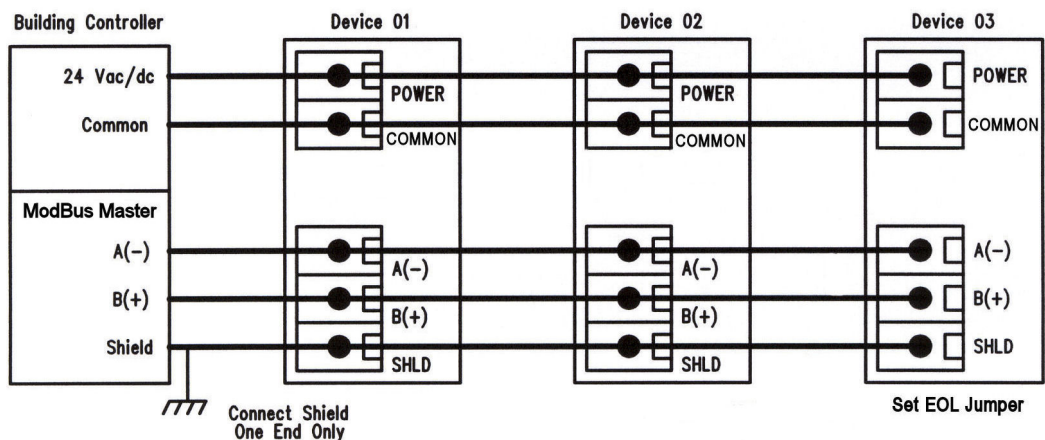 Building Controller
Device 01
Device 02
Device 03
24 Vac/dc
POWER
POWER
POWER
Common
COMMON
COMMON
COMMON
ModBus Master
A(-)
A(-)
A(-)
A(-)
B(+)
B(+)
B(+)
B(+)
Shield
SHLD
SHLD
SHLD
Connect Shield
One End Only
Set EOL Jumper